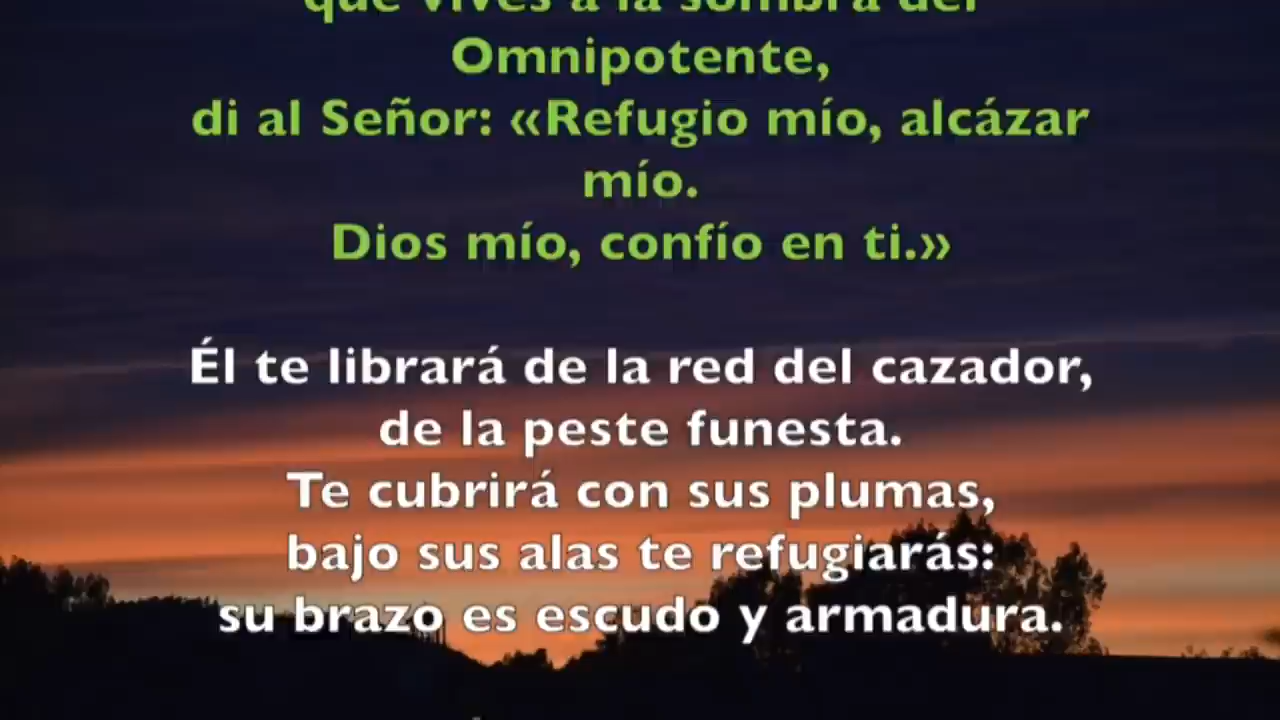 que vives a la sombra del
Omnipotente,
di al Señor: «Refugio mío, alcázar
mío.
Dios mío, confío en ti.»
Él te librará de la red del cazador,
de la peste funesta.
Te cubrirá con sus plumas,
bajo sus alas te refugiarás:
su brazo es escudo y armadura.